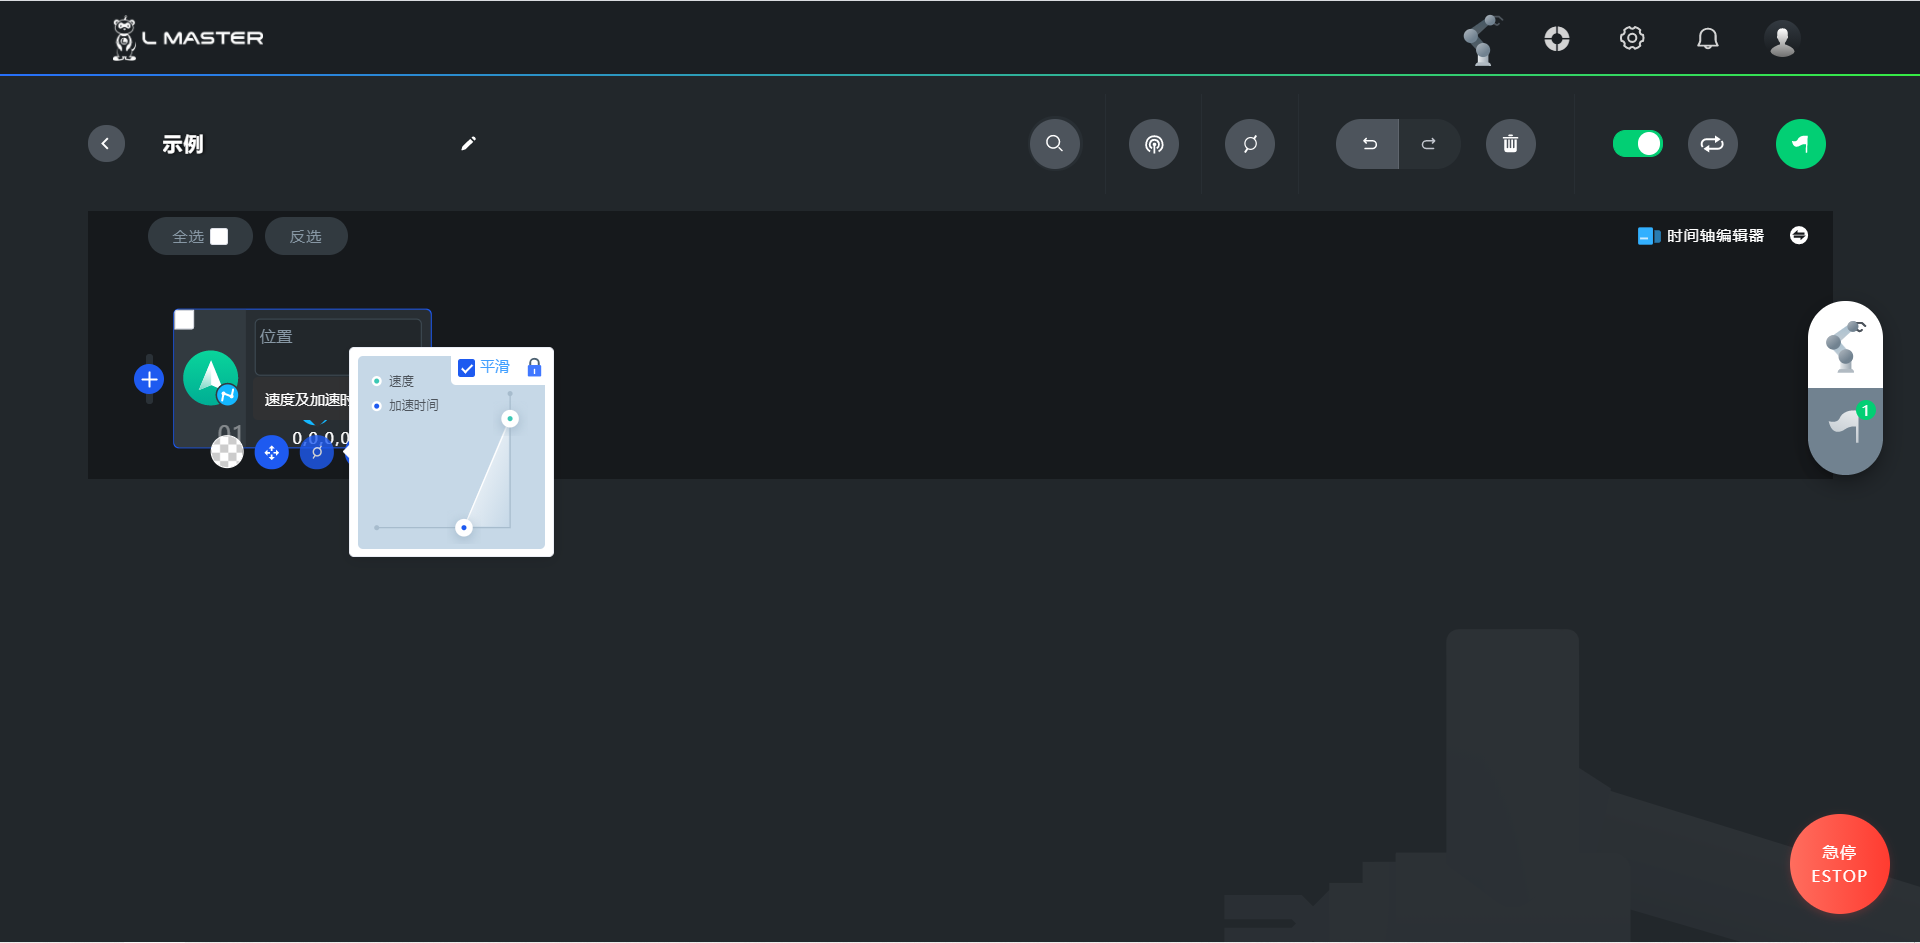 L MASTER
示例
全选
反选
时间轴编辑器
位置
速度及加速时
01
0,0,0,0
平滑
速度
加速时间
1
急停
ESTOP